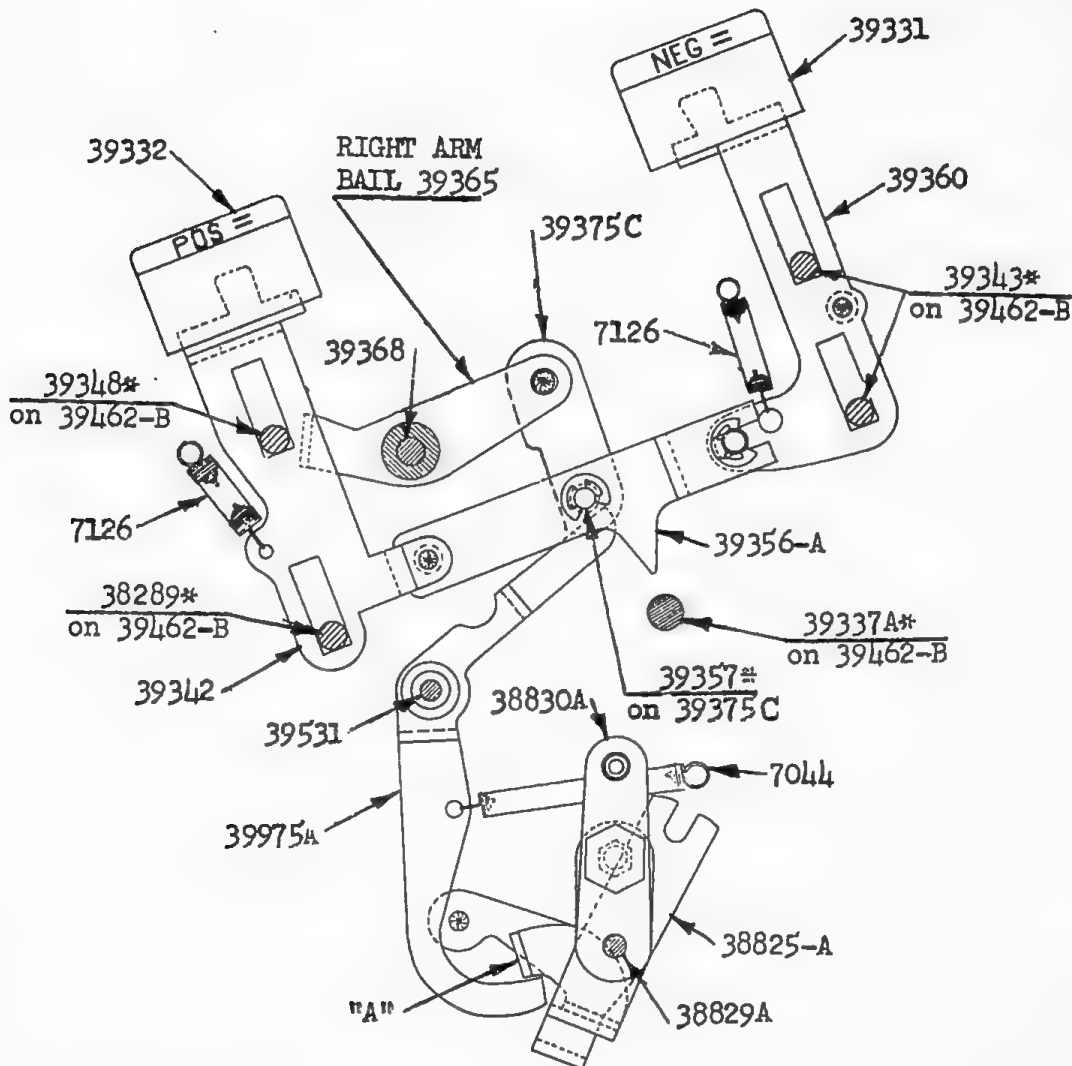 NEG =
39331
39332
RIGHT ARM
BAIL 39365
39360
POS =
39375C
39343*
on 39462-B
7126
39368
39348*
on 39462-B
7126
39356-A
38289*
on 39462-B
39337A*
on 39462-B
39342
39357=
on 39375C
38830A
39531
7044
39975A
38825-A
"A"
38829A